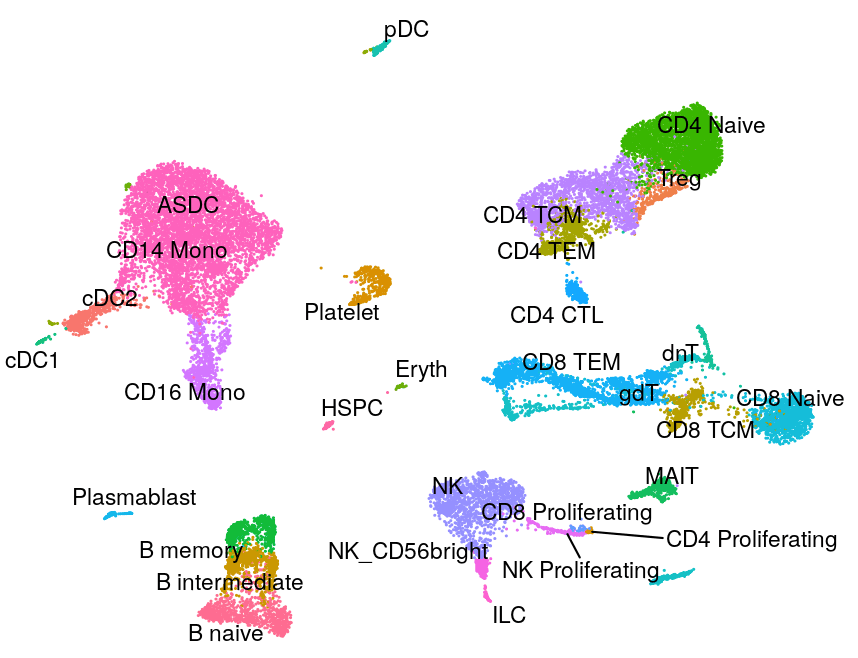 pDC
CD4 Naive
Treg
ASDC
CD4 TCM
CD14 Mono
CD4 TEM
cDC2
Platelet
CD4 CTL
cDC1
dnT
CD8 TEM
Eryth
gdT
CD8 Naive
CD16 Mono
HSPC
CD8 TCM
MAIT
NK
Plasmablast
CD8 Proliferating
CD4 Proliferating
B memory
NK_CD56bright
NK Proliferating
B intermediate
ILC
B naive